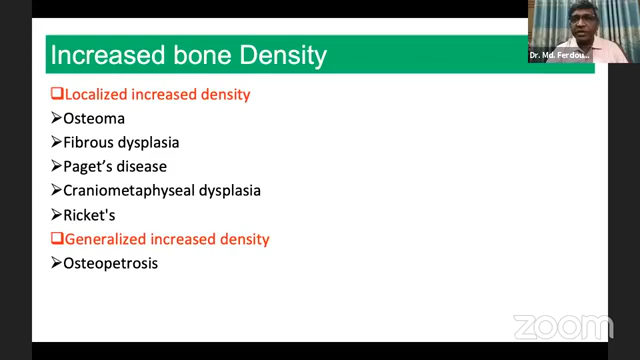 Dr. Md. Ferdou...
Increased bone Density
Localized increased density
Osteoma
Fibrous dysplasia
Paget's disease
Craniometaphyseal dysplasia
Ricket's
Generalized increased density
Osteopetrosis
zoom